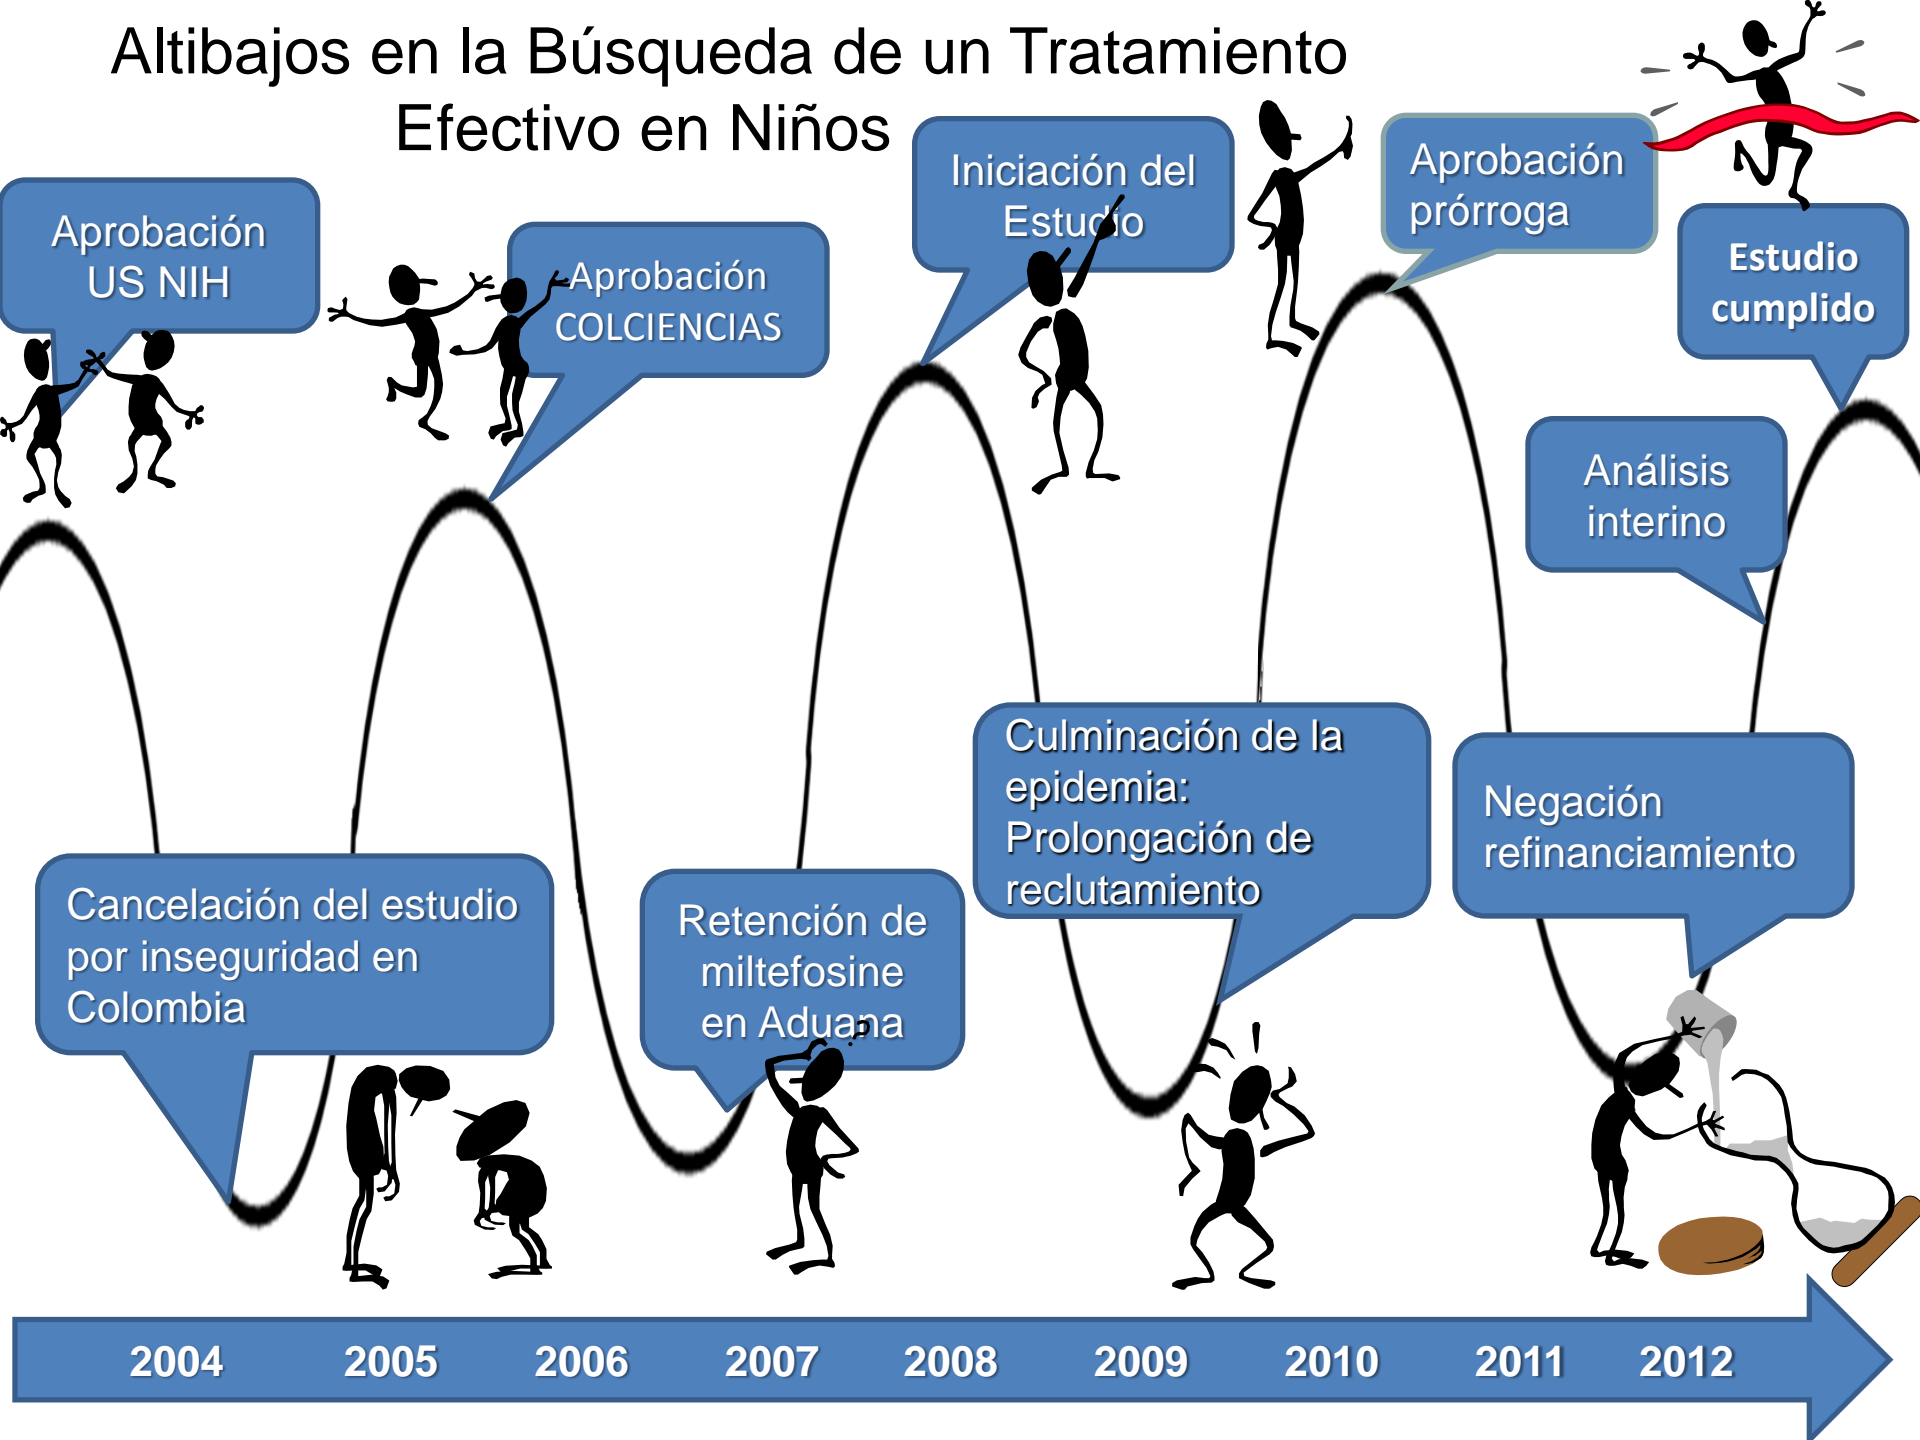 Altibajos en la Búsqueda de un Tratamiento
Efectivo en Niños
Aprobación
US NIH
Aprobación
COLCIENCIAS
Iniciación del
Estudio
Aprobación
prórroga
Estudio
cumplido
Análisis
interino
Cancelación del estudio
por inseguridad en
Colombia
Retención de
miltefosine
en Aduana
Culminación de la
epidemia:
Prolongación de
reclutamiento
Negación
refinanciamiento
2004 2005 2006 2007 2008 2009 2010 2011 2012